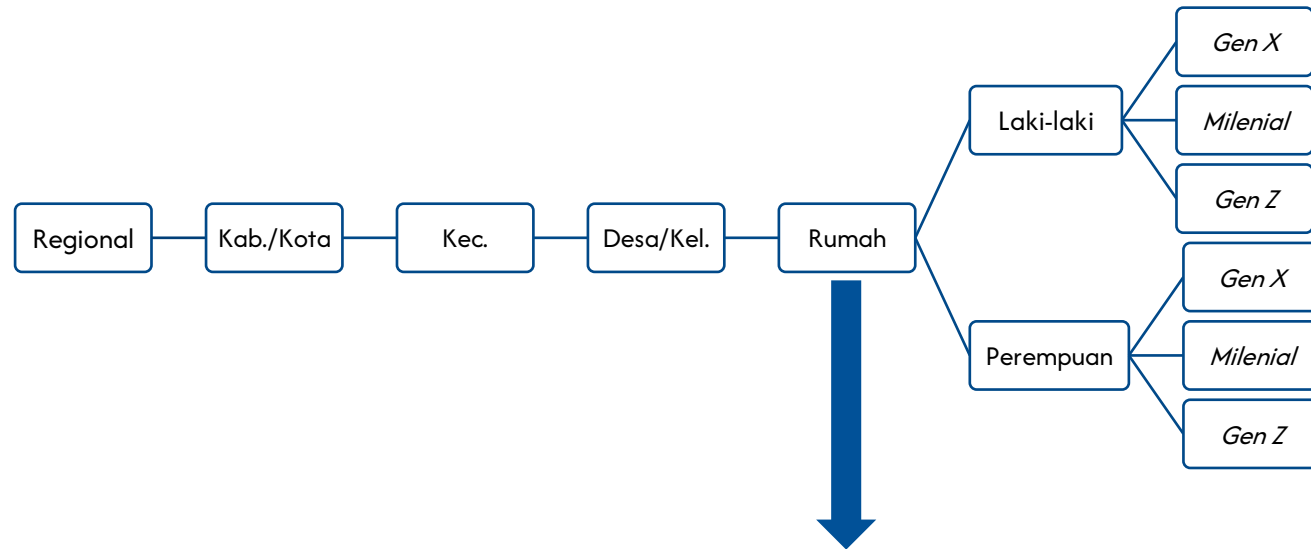 Regional
Kab./Kota
Kec.
Desa/Kel.
Rumah
Laki-laki
Gen X
Milenial
Gen Z
Perempuan
Gen X
Milenial
Gen Z